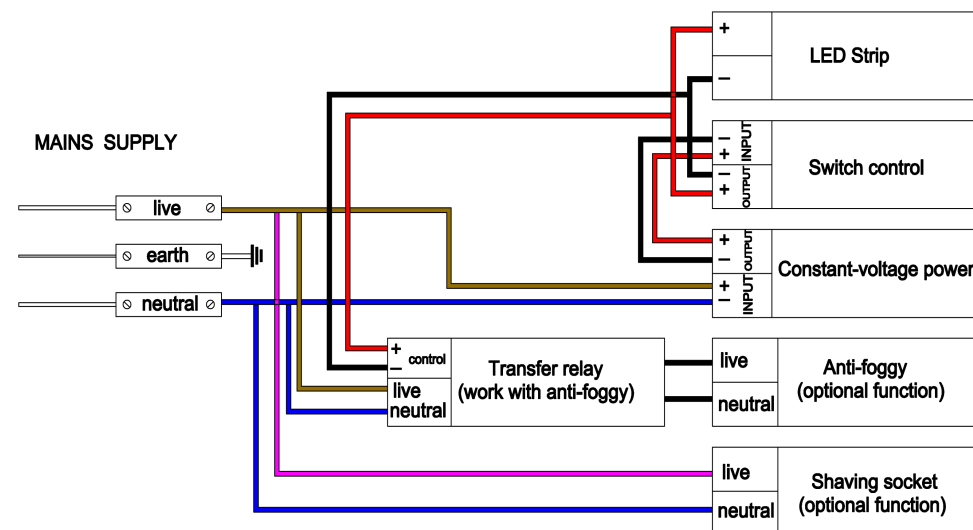 MAINS SUPPLY
live
earth
neutral
+
−
LED Strip
− INPUT
+
− OUTPUT
+
Switch control
+ OUTPUT
−
+ INPUT
−
Constant-voltage power
+ control
−
live
neutral
Transfer relay
(work with anti-foggy)
live
neutral
Anti-foggy
(optional function)
live
neutral
Shaving socket
(optional function)